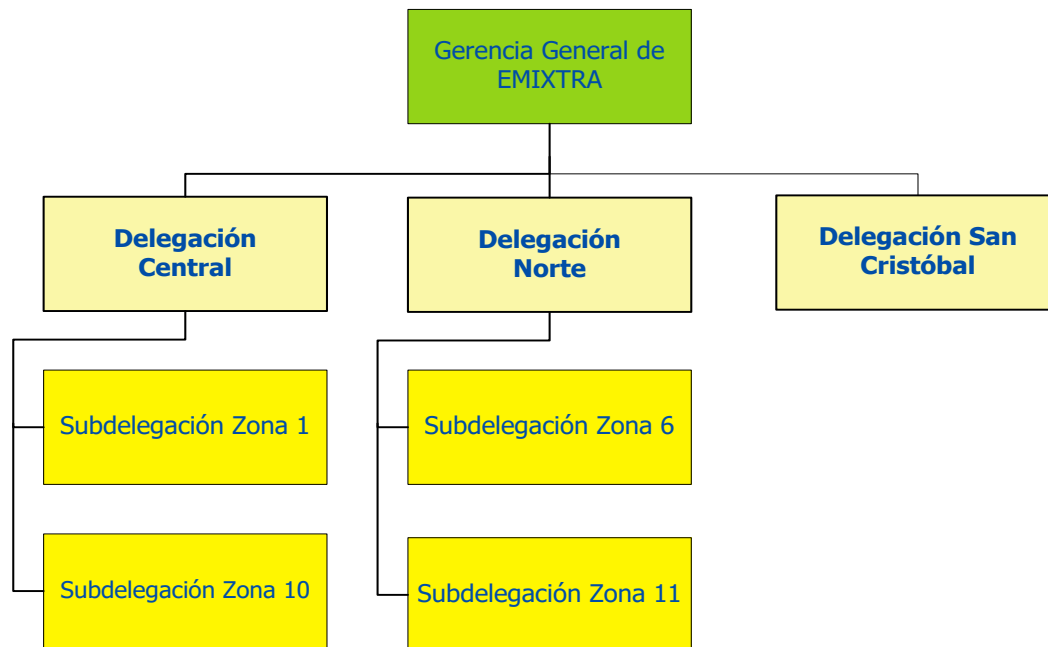 Gerencia General de
EMIXTRA
Delegación
Central
Delegación
Norte
Delegación San
Cristóbal
Subdelegación Zona 1
Subdelegación Zona 6
Subdelegación Zona 10
Subdelegación Zona 11